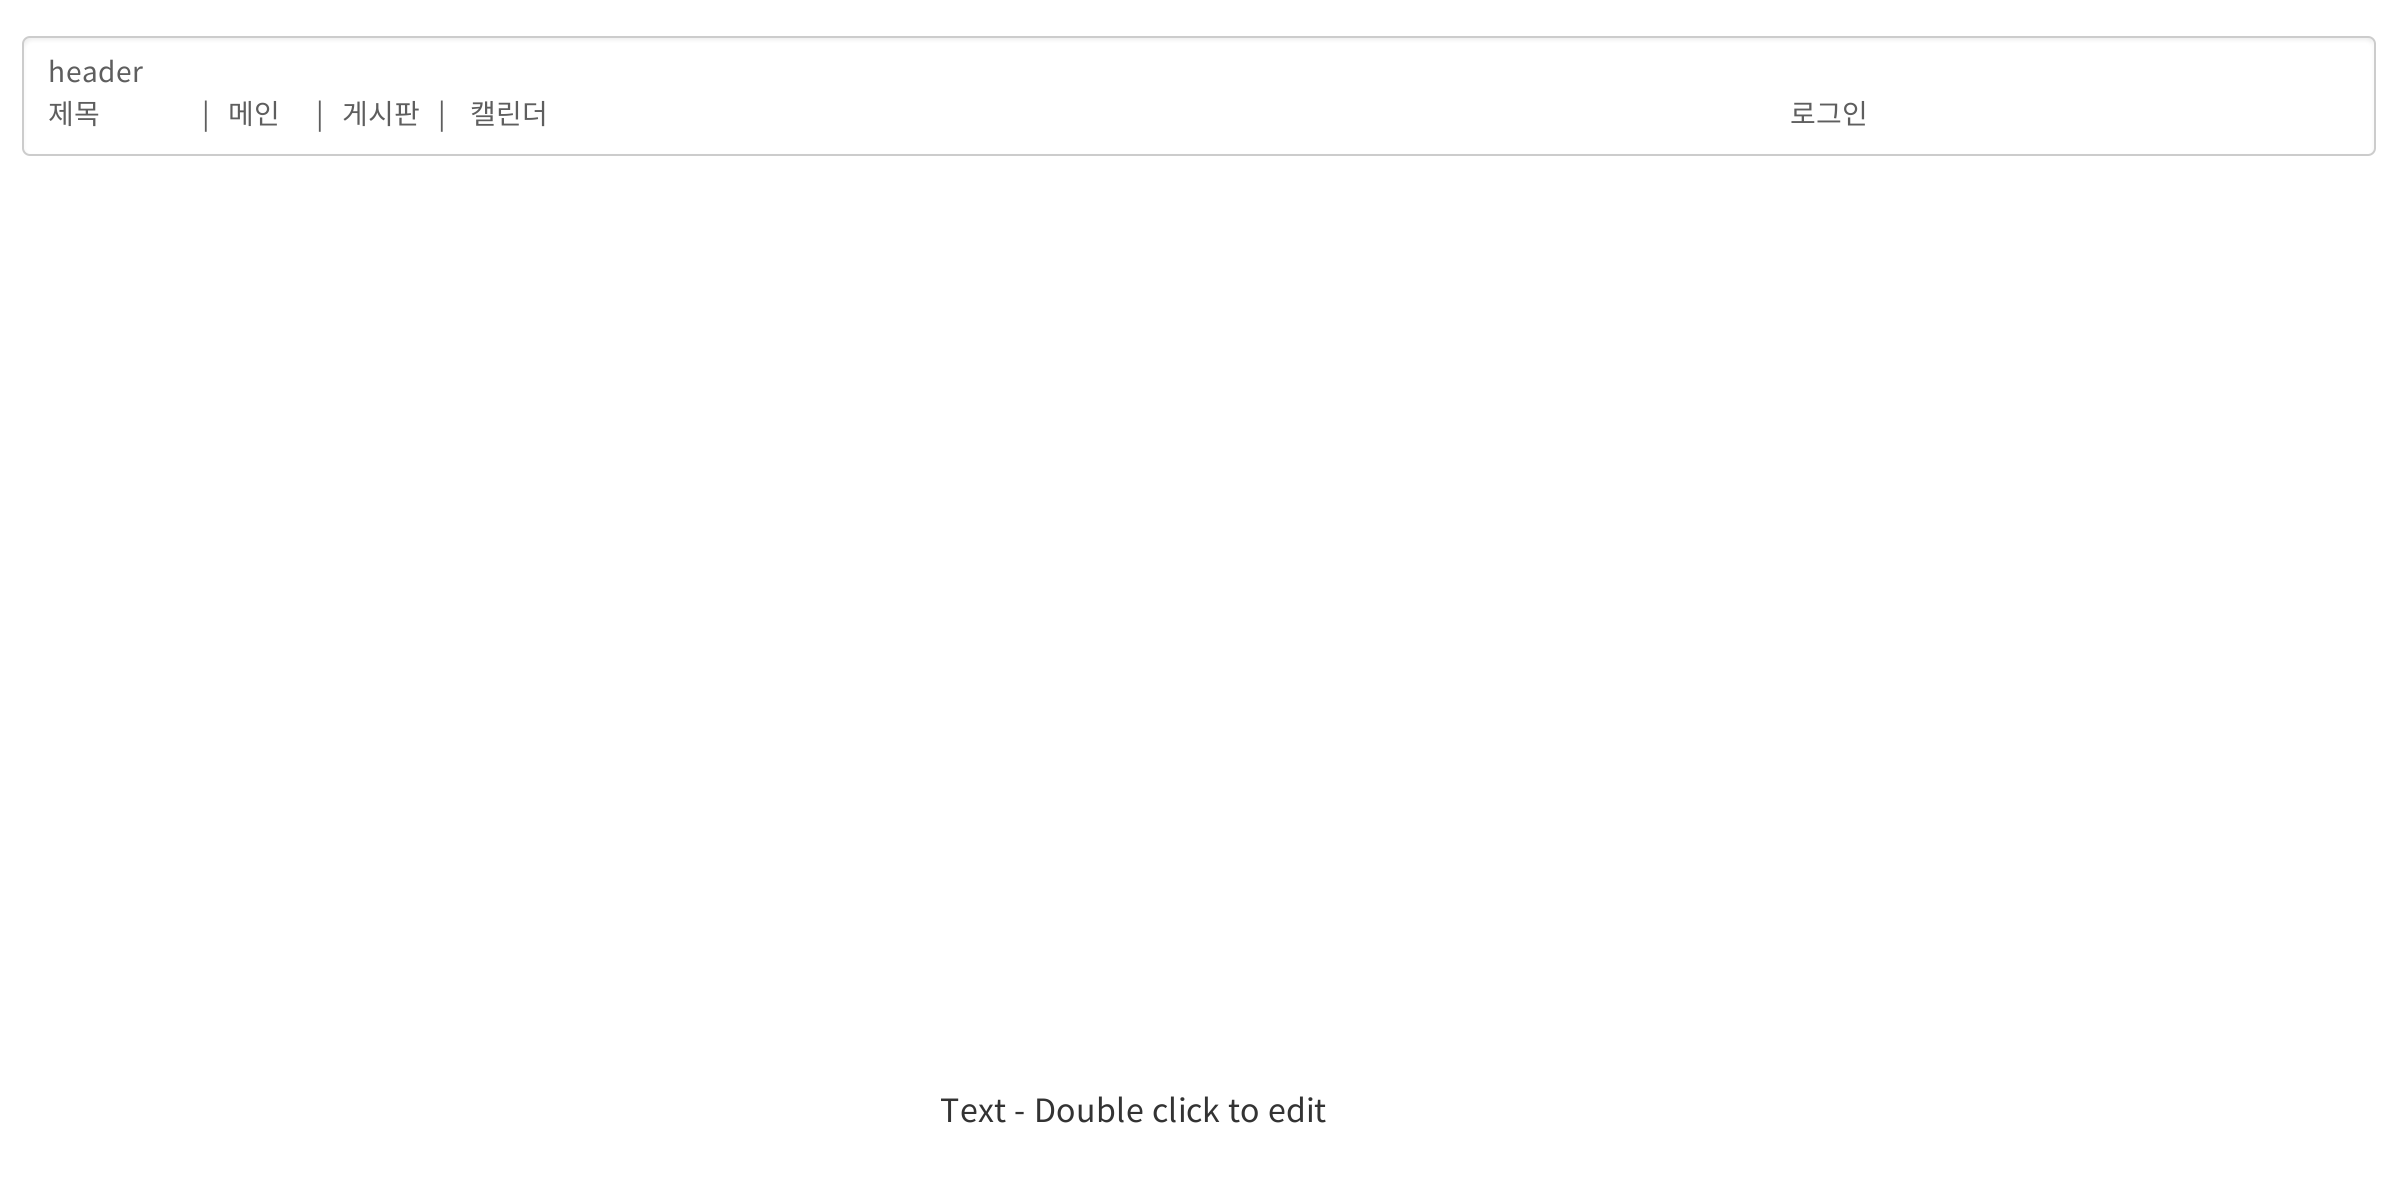 header
제목 | 메인 | 게시판 | 캘린더 로그인
Text - Double click to edit